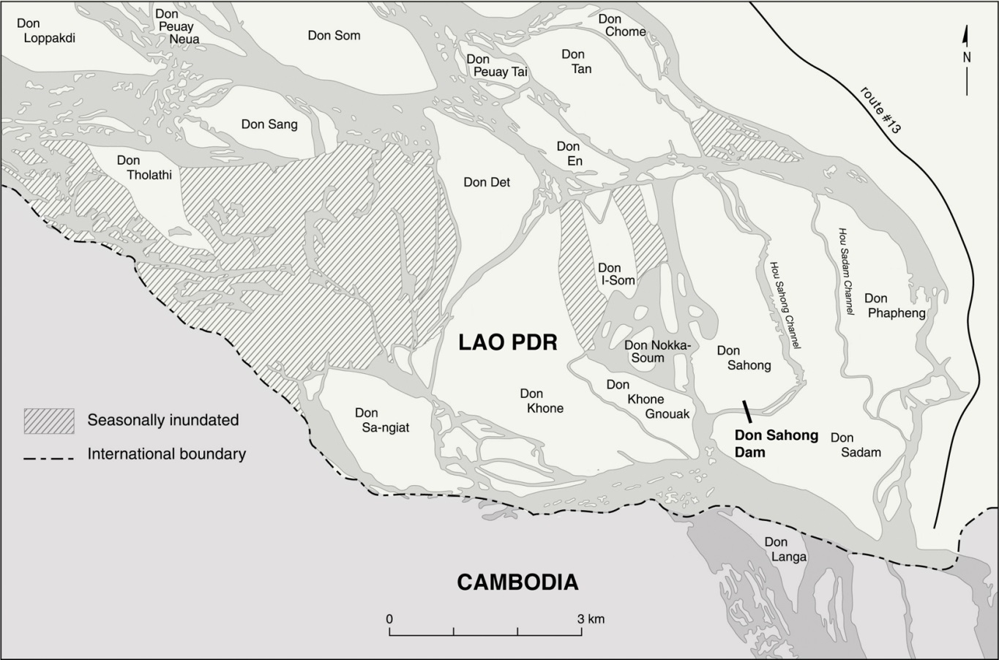 Don
Loppakdi
Don
Peuay
Neua
Don Som
Don
Chome
Don
Peuay Tai
Don
Tan
N
route #13
Don Sang
Don
Tholathi
Don
En
Don Det
Hou Sadam Channel
Hou Sahong Channel
Don
I-Som
Don
Phapheng
LAO PDR
Don Nokka-
Soum
Don
Sahong
Don
Khone
Don
Khone
Gnouak
Don
Sa-ngiat
Don Sahong
Dam
Don
Sadam
Seasonally inundated
International boundary
Don
Langa
CAMBODIA
0
3 km